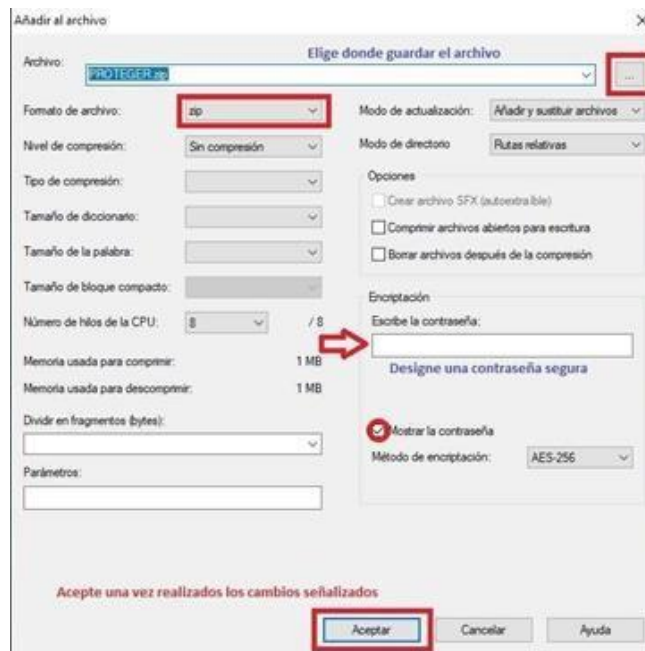 Añadir al archivo
Elige donde guardar el archivo
Archivo:
PROTEGER.zip
...
Formato de archivo: zip
Modo de actualización: Añadir y sustituir archivos
Nivel de compresión: Sin compresión
Modo de directorio Rutas relativas
Tipo de compresión:
Opciones
Crear archivo SFX (autoextraíble)
Tamaño de diccionario:
Comprimir archivos abiertos para escritura
Tamaño de la palabra:
Borrar archivos después de la compresión
Tamaño de bloque compacto:
Encriptación
Número de hilos de la CPU: 8 / 8
Escribe la contraseña:
Memoria usada para comprimir: 1 MB
Designe una contraseña segura
Memoria usada para descomprimir: 1 MB
Dividir en fragmentos (bytes):
Mostrar la contraseña
Método de encriptación: AES-256
Parámetros:
Acepte una vez realizados los cambios señalizados
Aceptar Cancelar Ayuda